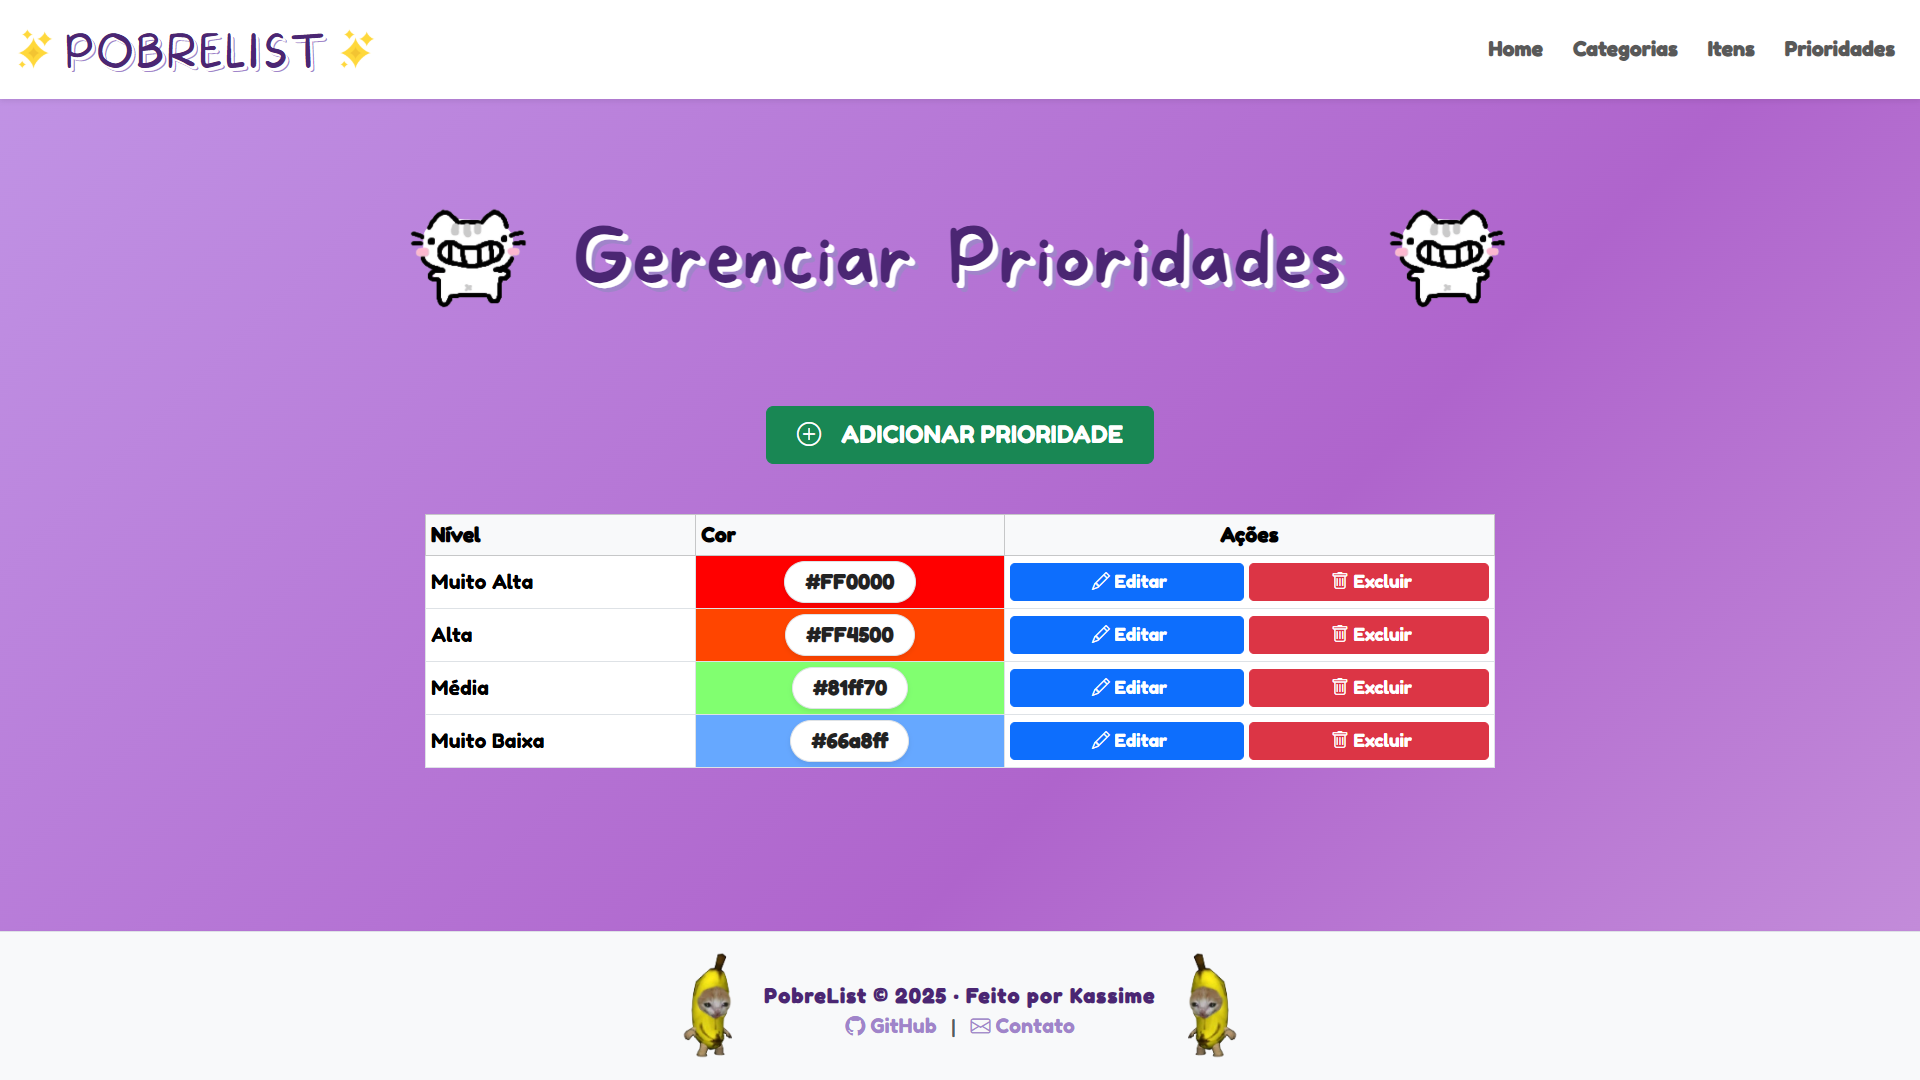 POBRELIST
Home Categorias Itens Prioridades
Gerenciar Prioridades
ADICIONAR PRIORIDADE
Nível Cor Ações
Muito Alta #FF0000 Editar Excluir
Alta #FF4500 Editar Excluir
Média #81ff70 Editar Excluir
Muito Baixa #66a8ff Editar Excluir
PobreList © 2025 · Feito por Kassime
GitHub | Contato